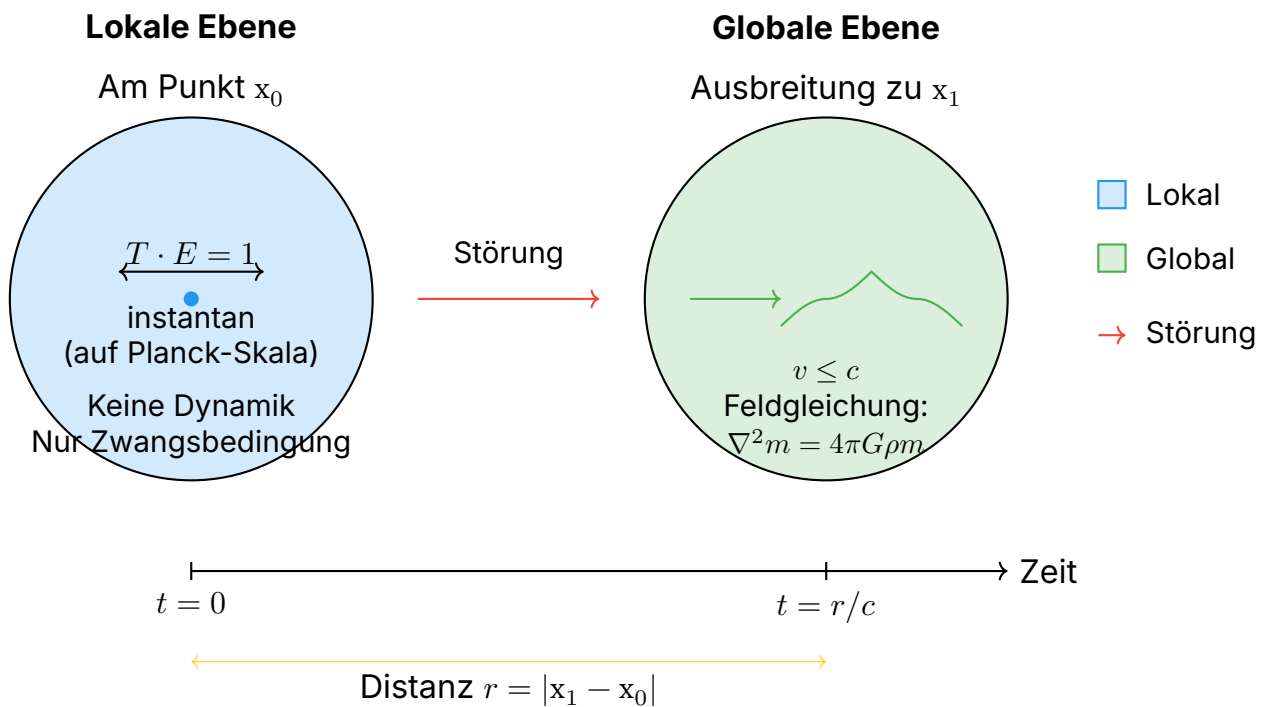 Lokale Ebene
Am Punkt x₀
T · E = 1
instantan
(auf Planck-Skala)
Keine Dynamik
Nur Zwangsbedingung
Störung
Globale Ebene
Ausbreitung zu x₁
v ≤ c
Feldgleichung:
∇²m = 4πGρm
Lokal
Global
Störung
Zeit
t = 0
t = r/c
Distanz r = |x₁ − x₀|